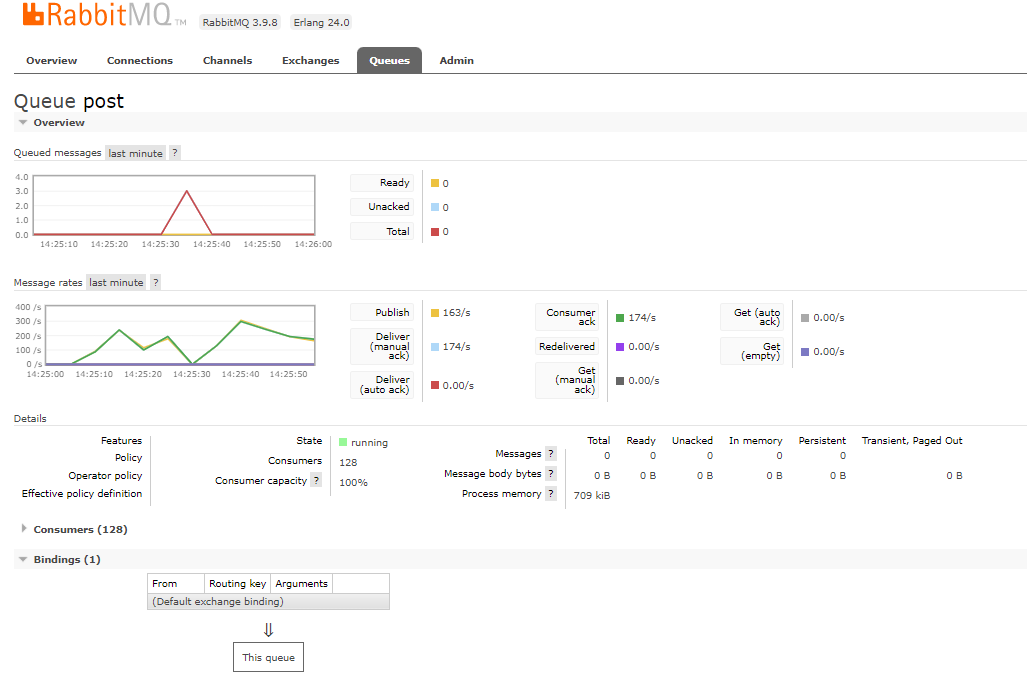 RabbitMQ TM RabbitMQ 3.9.8 Erlang 24.0
Overview Connections Channels Exchanges Queues Admin
Queue post
Overview
Queued messages last minute ?
4.0
3.0
2.0
1.0
0.0
14:25:10 14:25:20 14:25:30 14:25:40 14:25:50 14:26:00
Ready 0
Unacked 0
Total 0
Message rates last minute ?
400 /s
300 /s
200 /s
100 /s
0 /s
14:25:00 14:25:10 14:25:20 14:25:30 14:25:40 14:25:50
Publish 163/s
Deliver
(manual
ack)
174/s
Deliver
(auto ack)
0.00/s
Consumer
ack
174/s
Redelivered 0.00/s
Get
(manual
ack)
0.00/s
Get (auto
ack)
0.00/s
Get
(empty)
0.00/s
Details
Features
Policy
Operator policy
Effective policy definition
State running
Consumers 128
Consumer capacity ? 100%
Total Ready Unacked In memory Persistent Transient, Paged Out
Messages ? 0 0 0 0 0
Message body bytes ? 0 B 0 B 0 B 0 B 0 B 0 B
Process memory ? 709 kiB
Consumers (128)
Bindings (1)
From Routing key Arguments
(Default exchange binding)
⇓
This queue